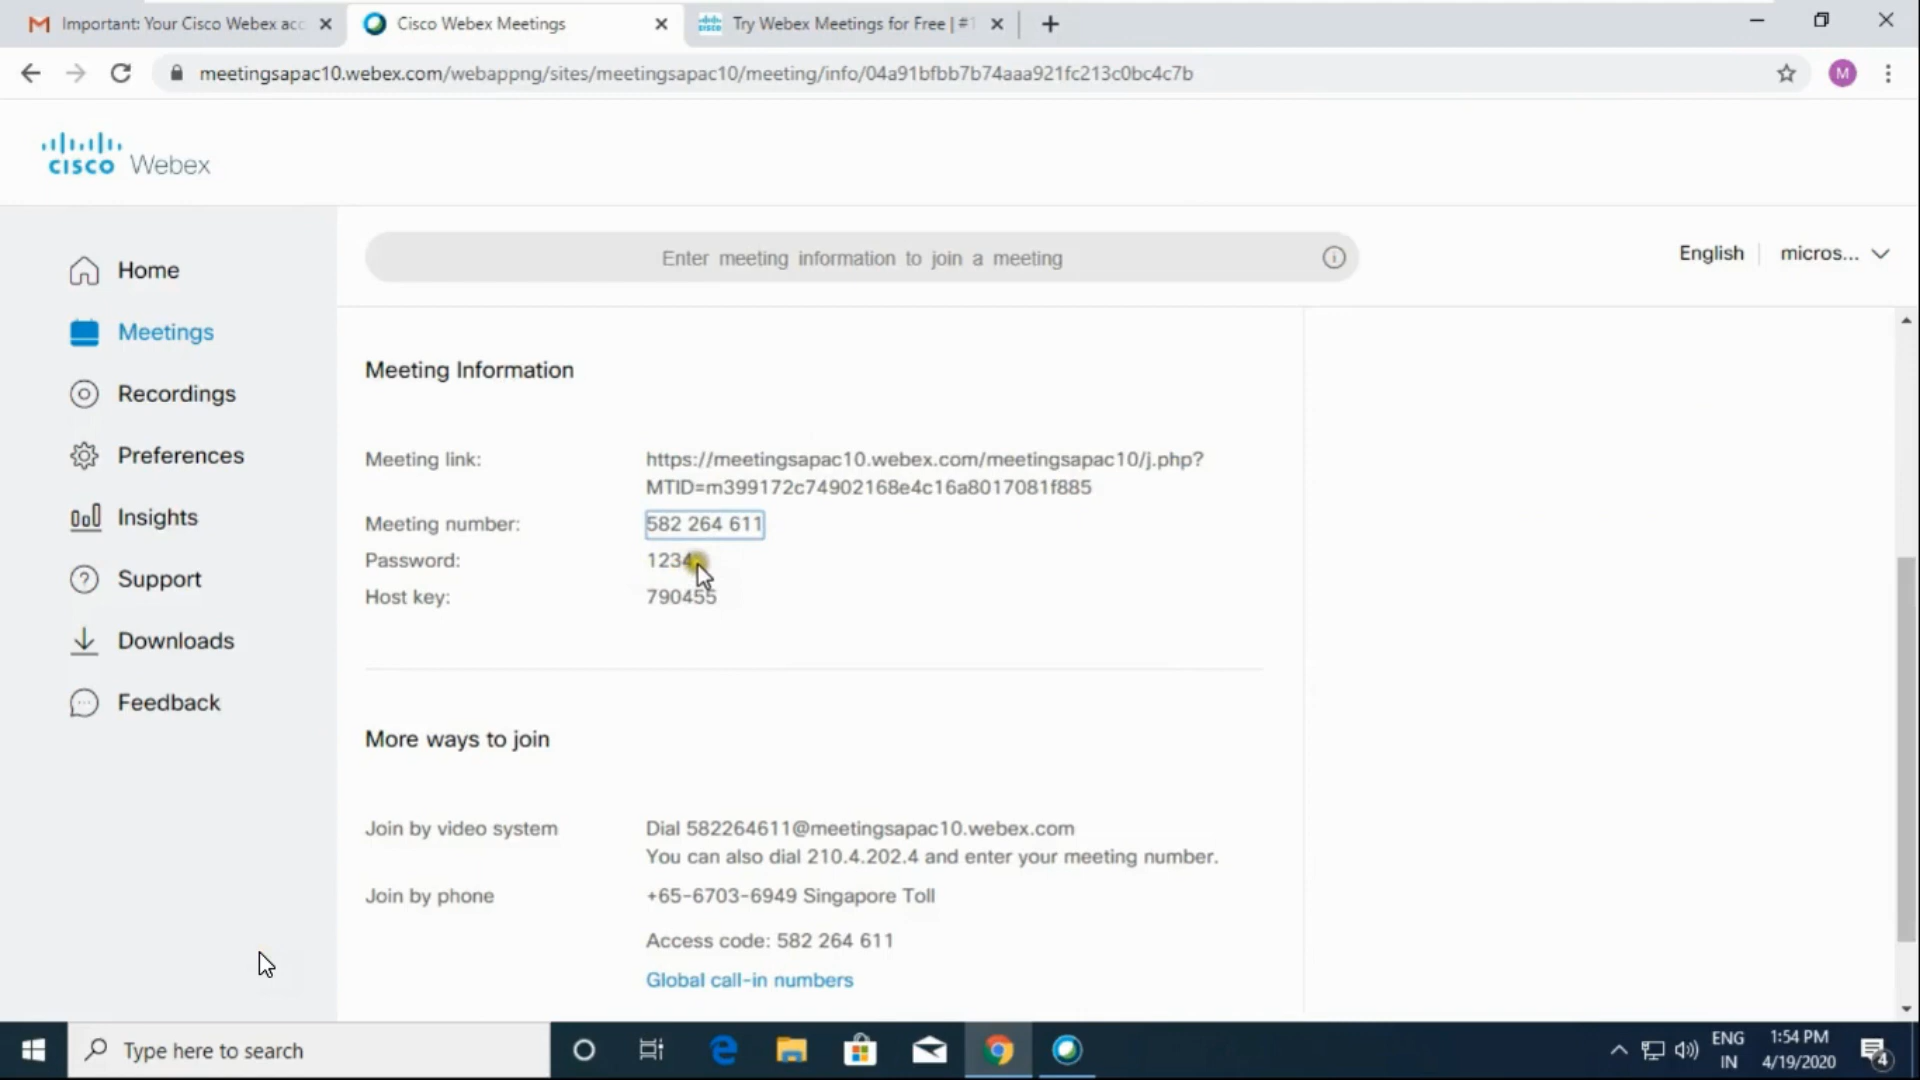 Important: Your Cisco Webex acc
Cisco Webex Meetings
Try Webex Meetings for Free | #1
meetingsapac10.webex.com/webappng/sites/meetingsapac10/meeting/info/04a91bfbb7b74aaa921fc213c0bc4c7b
M
CISCO Webex
Enter meeting information to join a meeting
English
micros...
Home
Meetings
Recordings
Preferences
Insights
Support
Downloads
Feedback
Meeting Information
Meeting link: https://meetingsapac10.webex.com/meetingsapac10/j.php?
MTID=m399172c74902168e4c16a8017081f885
Meeting number: 582 264 611
Password: 1234
Host key: 790455
More ways to join
Join by video system Dial 582264611@meetingsapac10.webex.com
You can also dial 210.4.202.4 and enter your meeting number.
Join by phone +65-6703-6949 Singapore Toll
Access code: 582 264 611
Global call-in numbers
Type here to search
ENG
IN
1:54 PM
4/19/2020
4